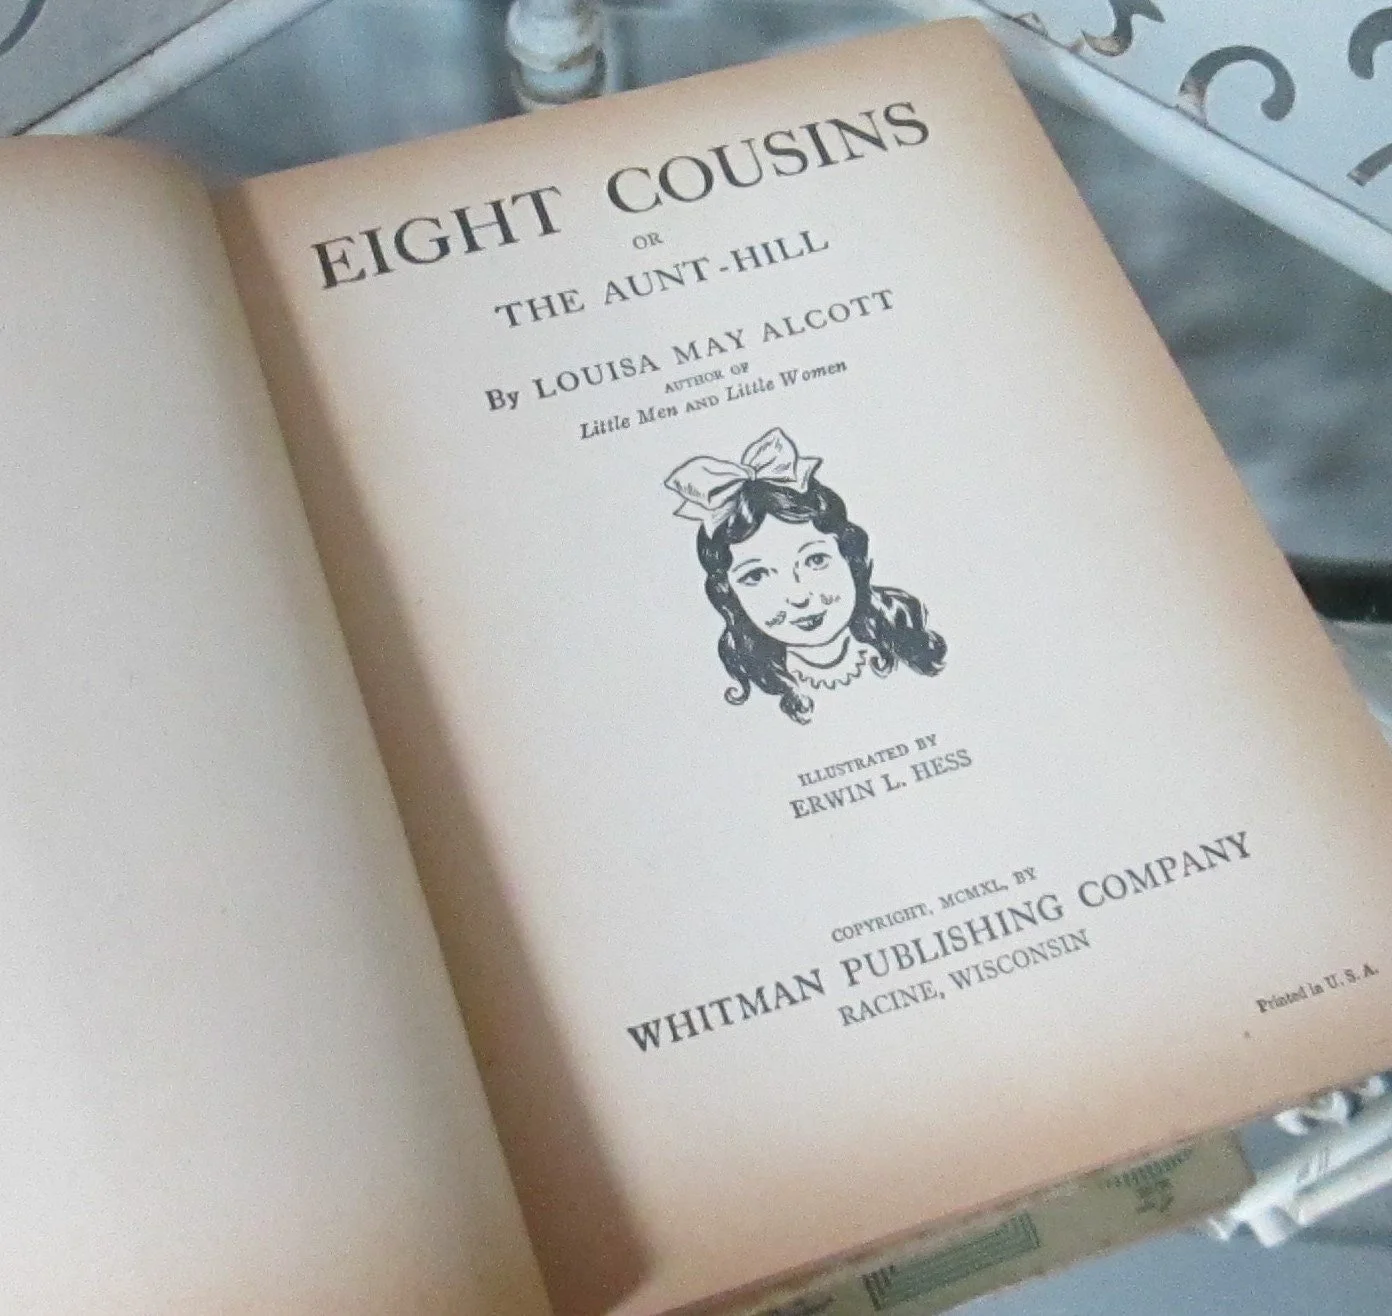 EIGHT COUSINS
OR
THE AUNT-HILL
By LOUISA MAY ALCOTT
AUTHOR OF
Little Men AND Little Women
ILLUSTRATED BY
ERWIN L. HESS
COPYRIGHT, MCMXL, BY
WHITMAN PUBLISHING COMPANY
RACINE, WISCONSIN
Printed in U. S. A.